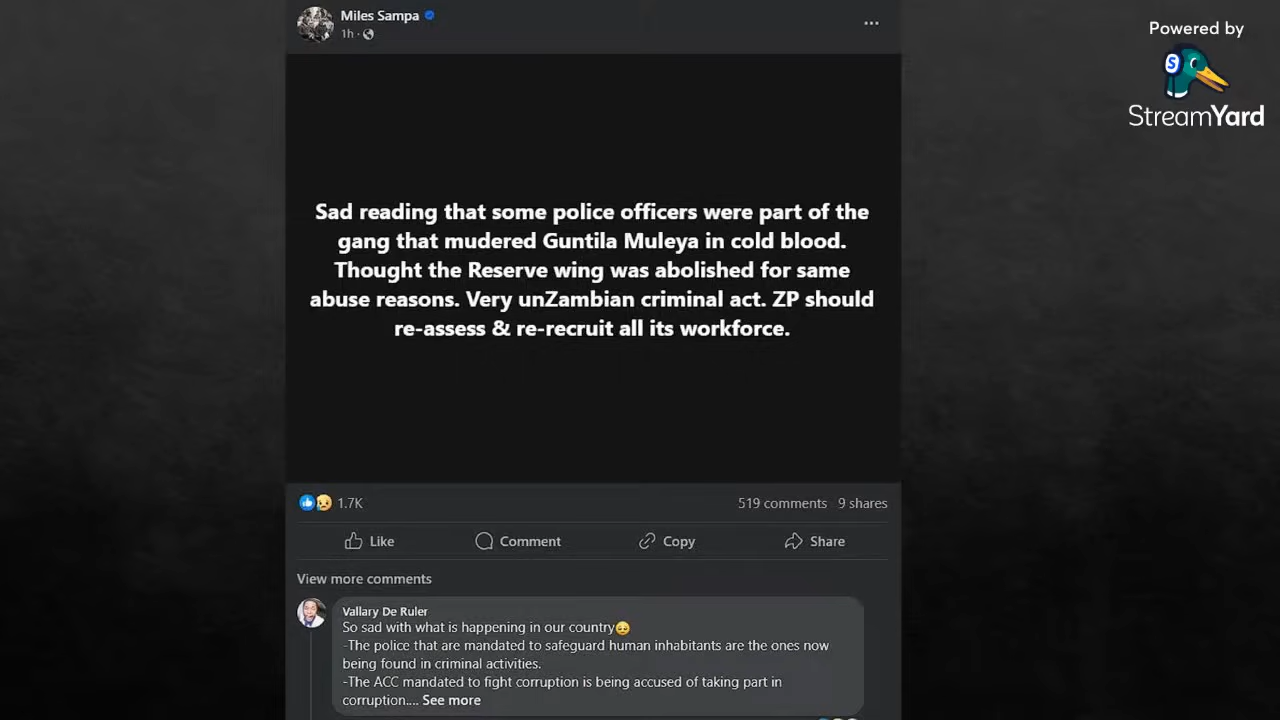 Miles Sampa
1h ·
Powered by
S
StreamYard
Sad reading that some police officers were part of the
gang that mudered Guntila Muleya in cold blood.
Thought the Reserve wing was abolished for same
abuse reasons. Very unZambian criminal act. ZP should
re-assess & re-recruit all its workforce.
1.7K
519 comments 9 shares
Like Comment Copy Share
View more comments
Vallary De Ruler
So sad with what is happening in our country🥺
-The police that are mandated to safeguard human inhabitants are the ones now
being found in criminal activities.
-The ACC mandated to fight corruption is being accused of taking part in
corruption.... See more